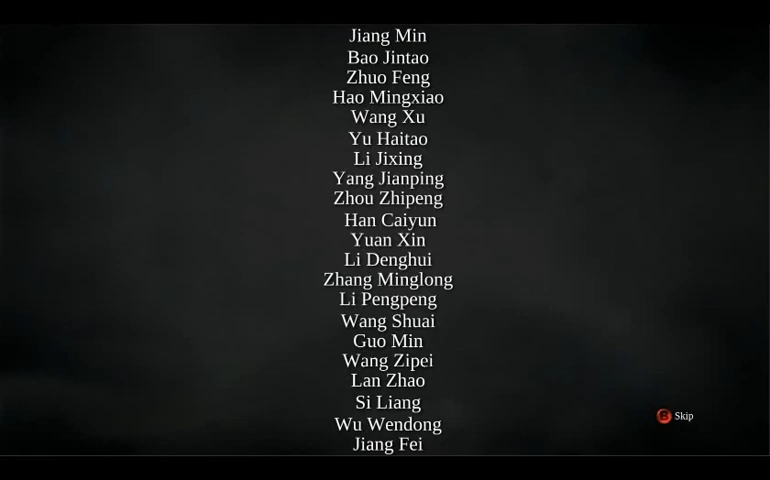 Jiang Min
Bao Jintao
Zhuo Feng
Hao Mingxiao
Wang Xu
Yu Haitao
Li Jixing
Yang Jianping
Zhou Zhipeng
Han Caiyun
Yuan Xin
Li Denghui
Zhang Minglong
Li Pengpeng
Wang Shuai
Guo Min
Wang Zipei
Lan Zhao
Si Liang
B Skip
Wu Wendong
Jiang Fei